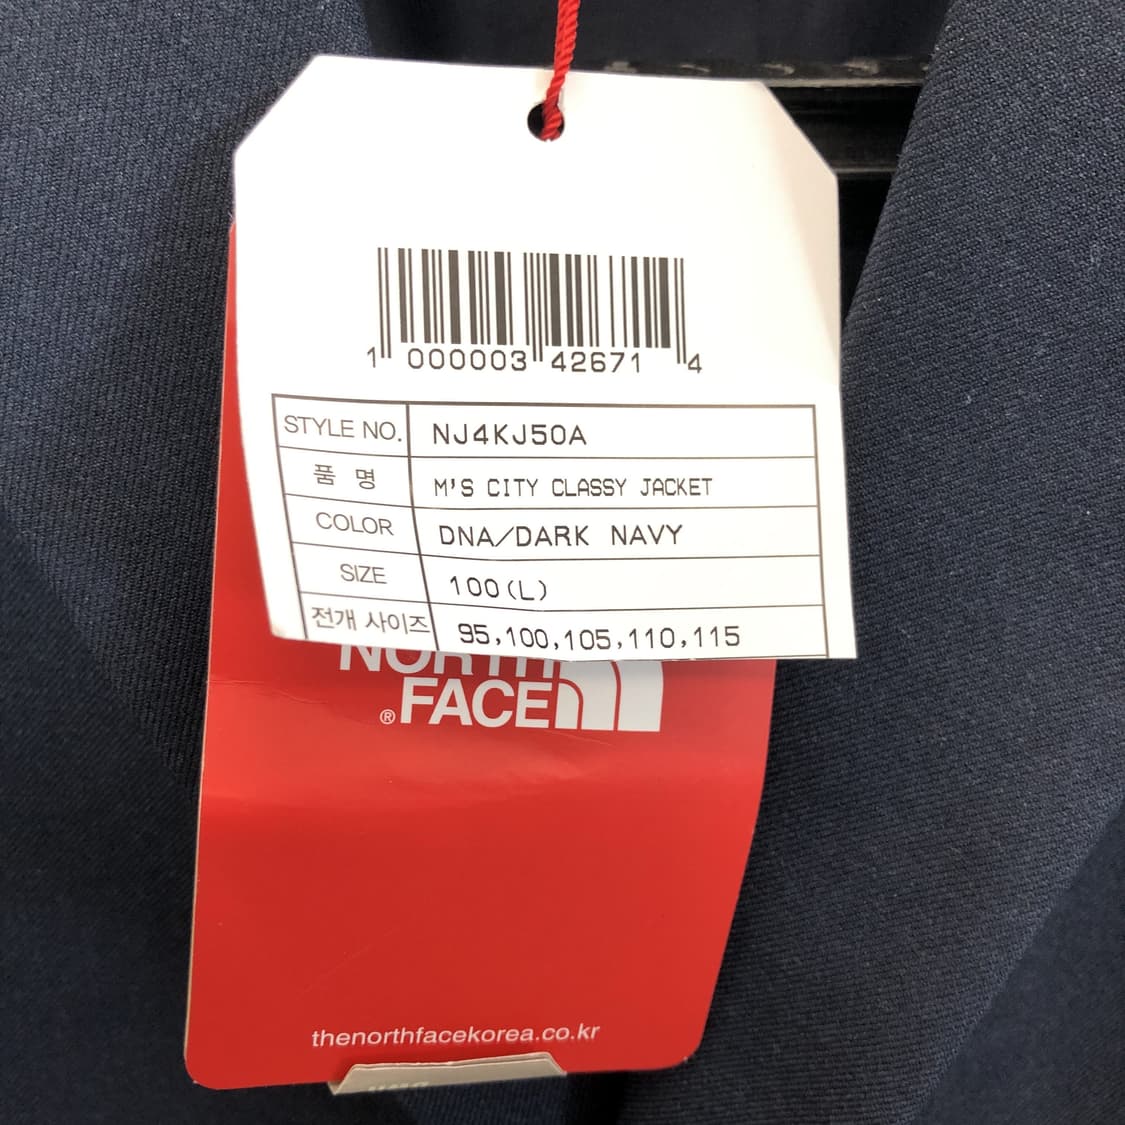 1 000003 42671 4
STYLE NO. NJ4KJ50A
품 명 M'S CITY CLASSY JACKET
COLOR DNA/DARK NAVY
SIZE 100(L)
전개 사이즈 95,100,105,110,115
NORTH
®FACE
thenorthfacekorea.co.kr